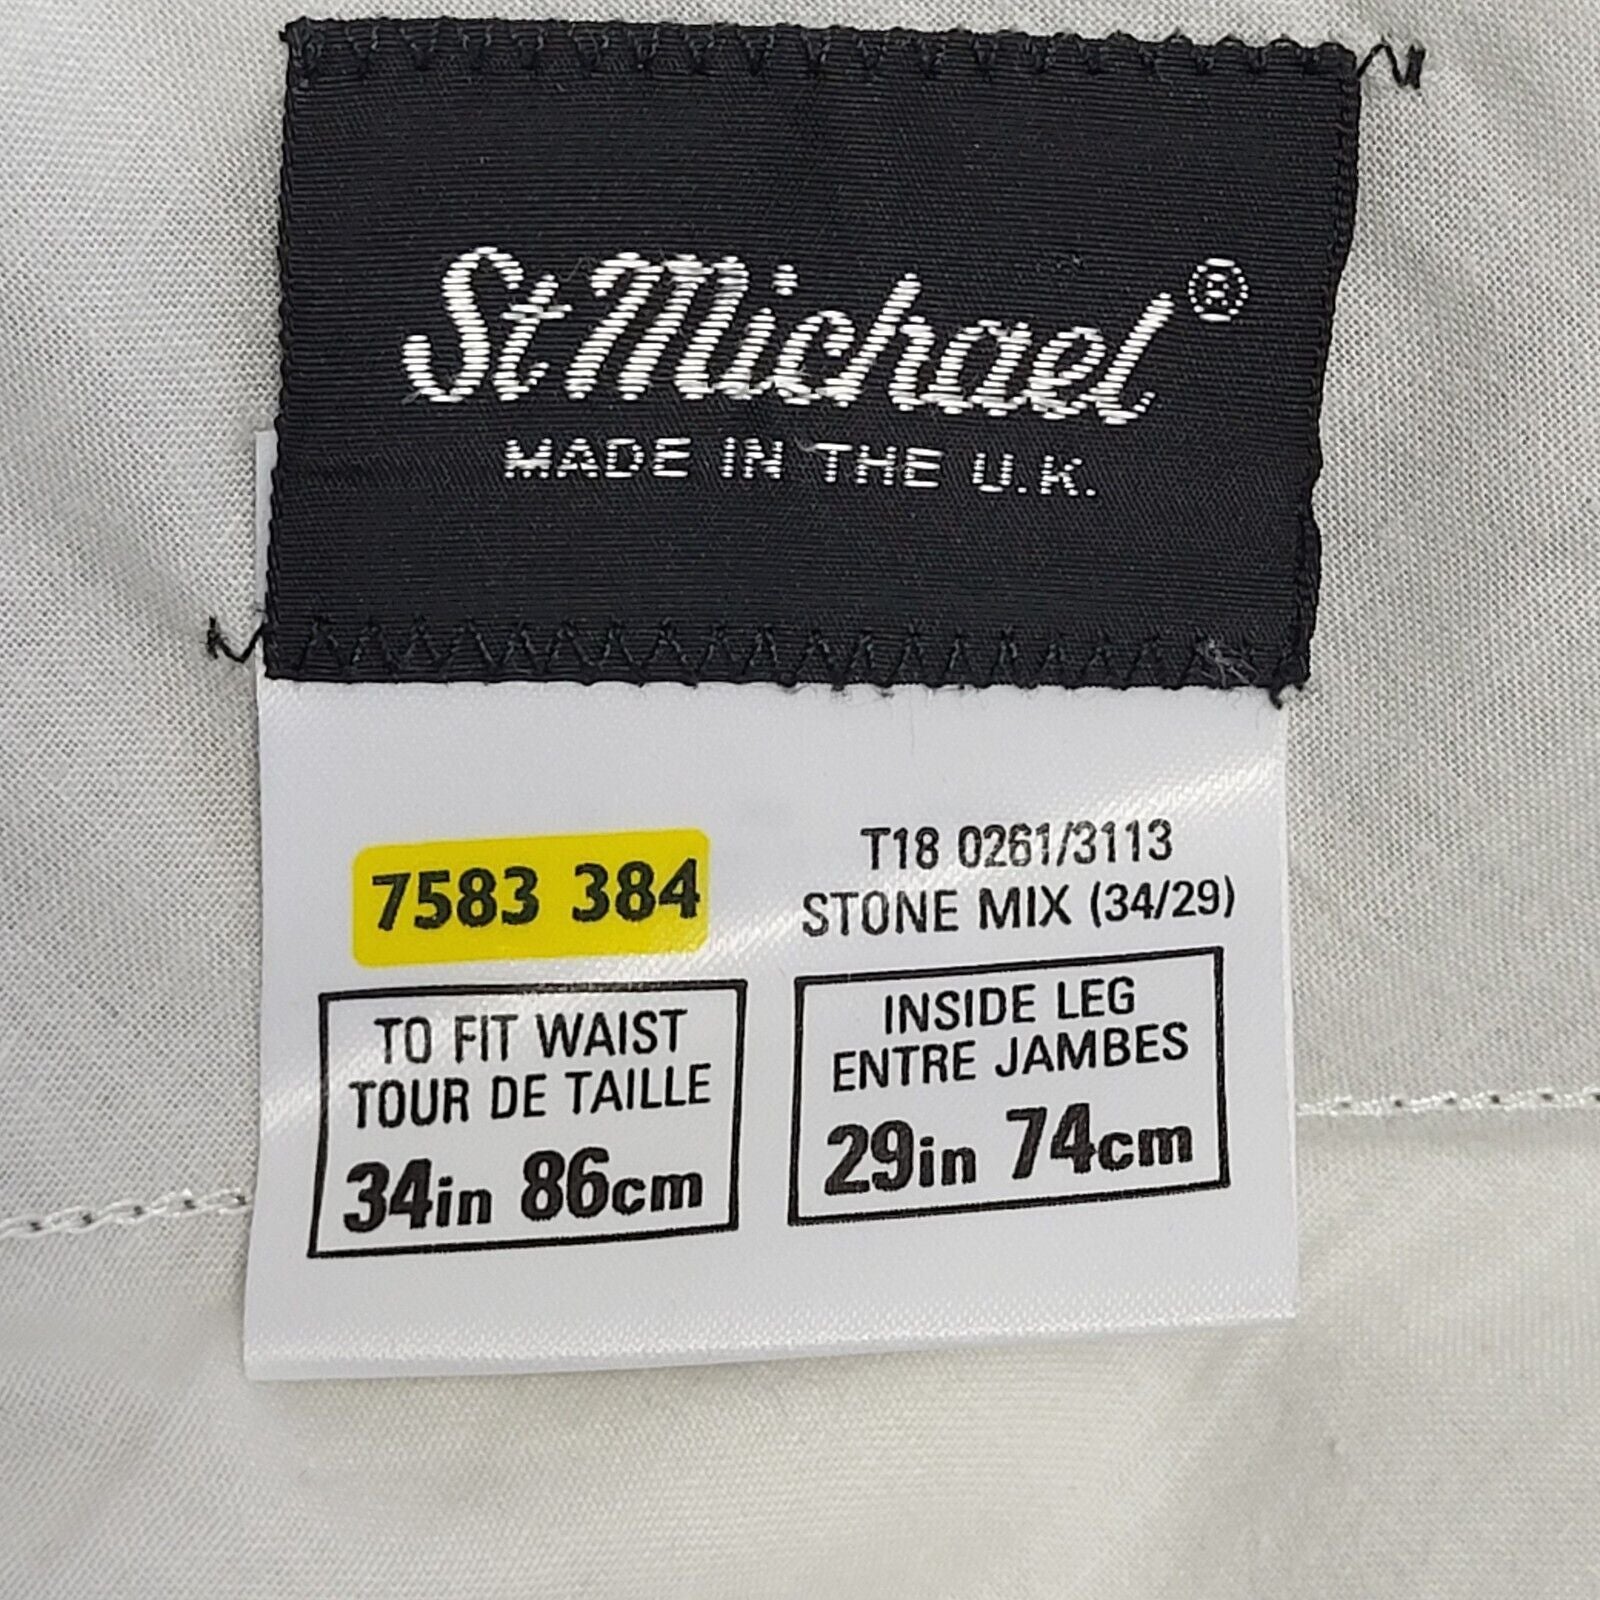 St Michael®
MADE IN THE U.K.
7583 384
T18 0261/3113
STONE MIX (34/29)
TO FIT WAIST
TOUR DE TAILLE
34in 86cm
INSIDE LEG
ENTRE JAMBES
29in 74cm